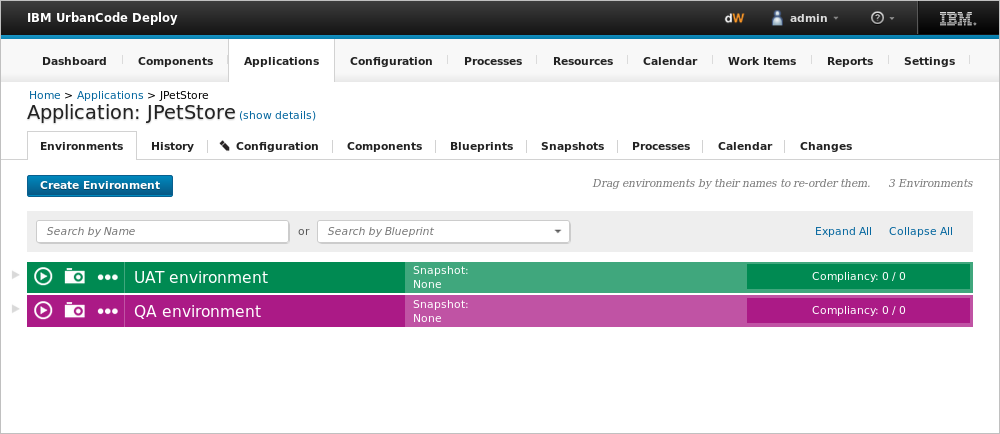 IBM UrbanCode Deploy dW admin ? IBM
Dashboard Components Applications Configuration Processes Resources Calendar Work Items Reports Settings
Home > Applications > JPetStore
Application: JPetStore (show details)
Environments History Configuration Components Blueprints Snapshots Processes Calendar Changes
Create Environment Drag environments by their names to re-order them. 3 Environments
Search by Name or Search by Blueprint Expand All Collapse All
UAT environment Snapshot: Compliancy: 0 / 0
None
QA environment Snapshot: Compliancy: 0 / 0
None